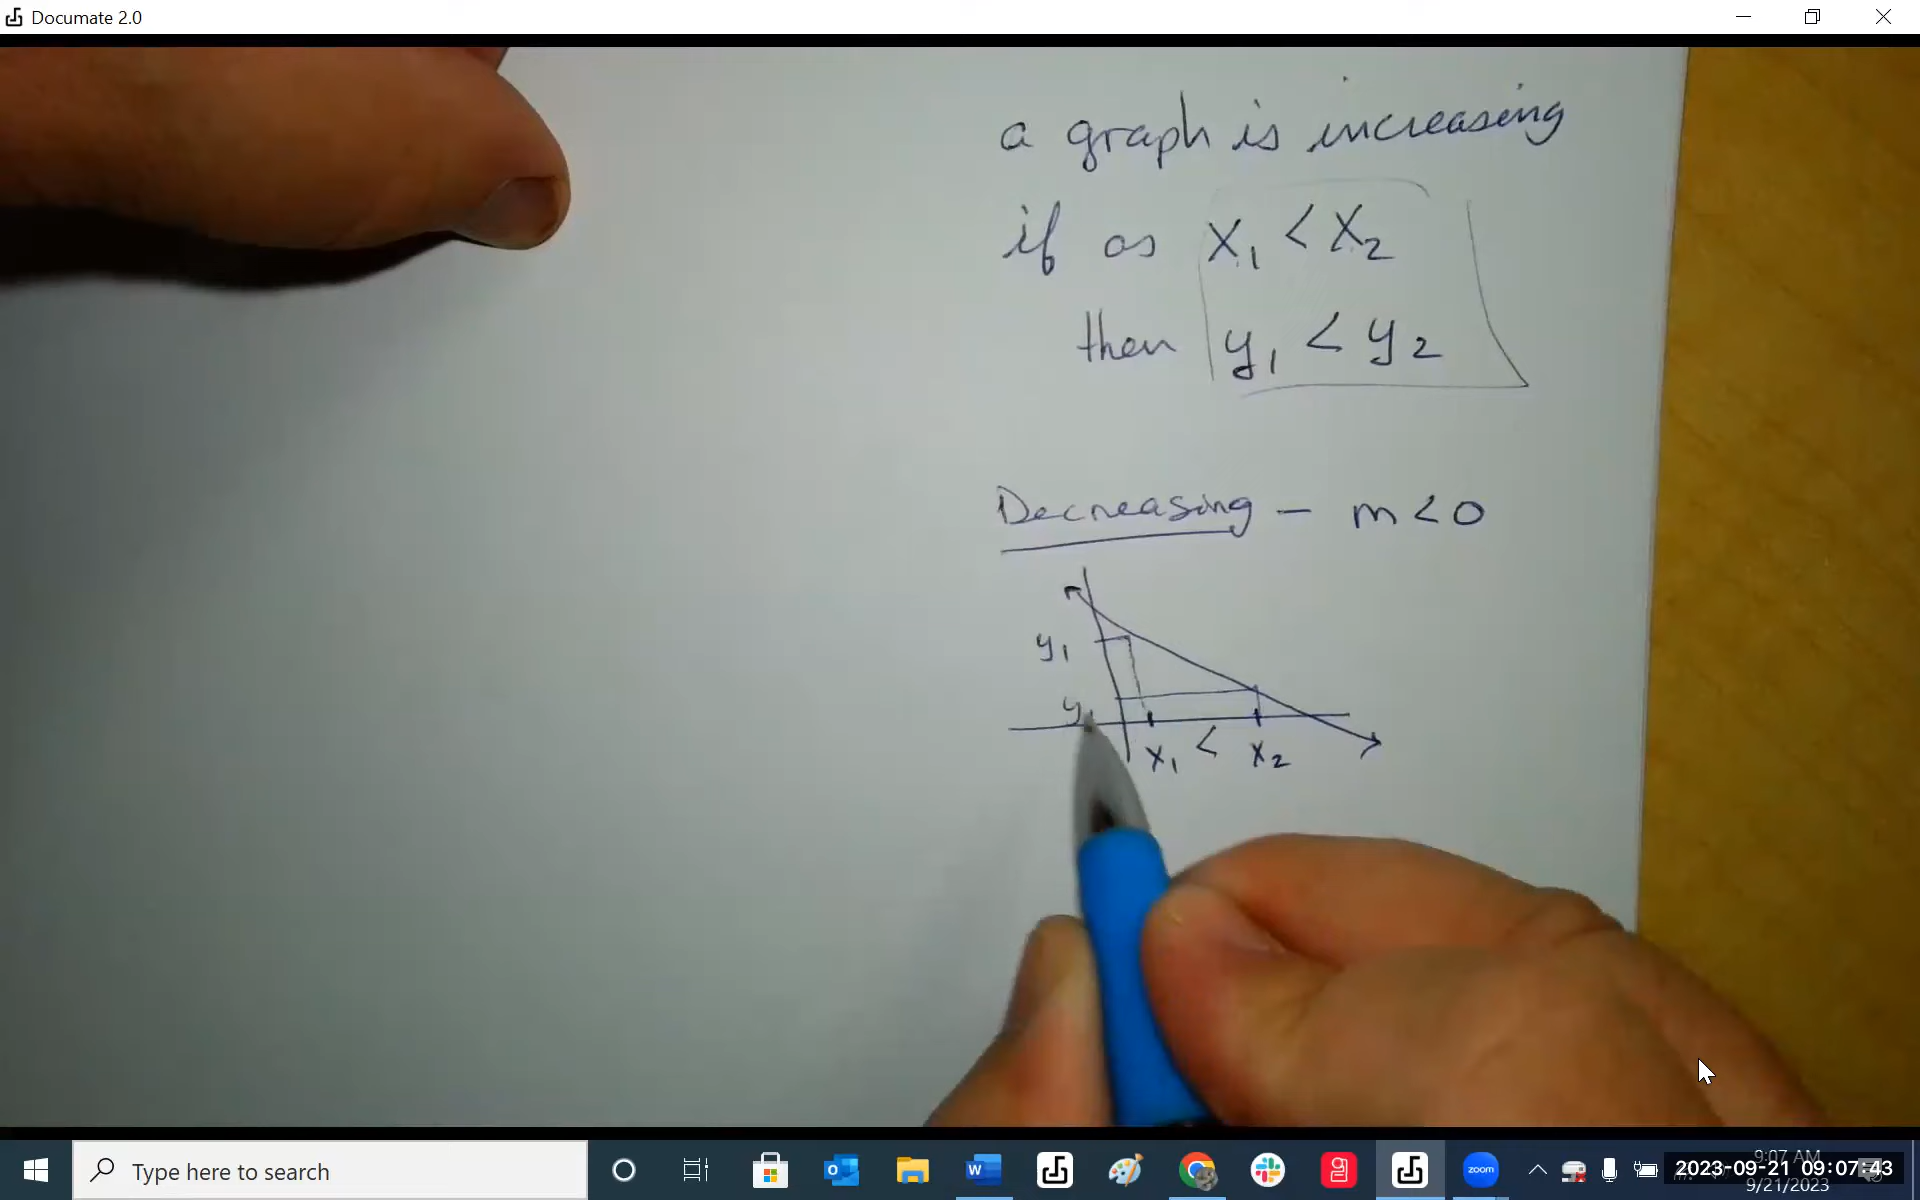 Documate 2.0
a graph is increasing
if as x₁ < x₂
then y₁ < y₂
Decreasing — m < 0
y₁
y
x₁ < x₂
Type here to search
zoom
9:07 AM
2023-09-21 09:07:43
9/21/2023